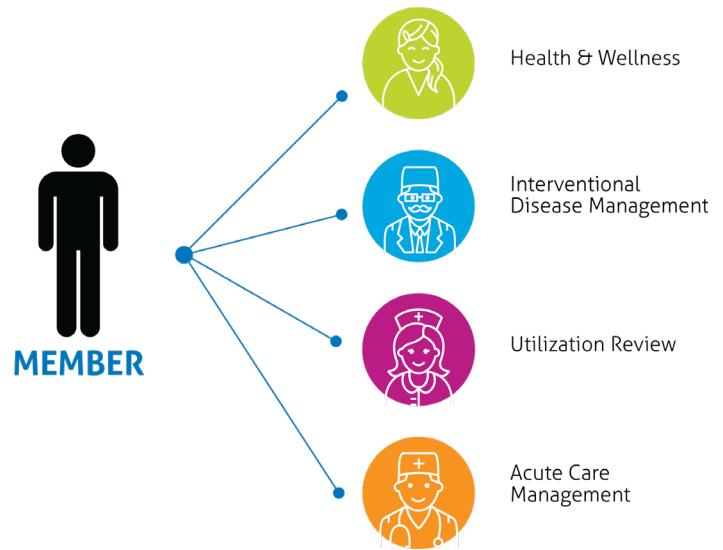 Health & Wellness
Interventional
Disease Management
MEMBER
Utilization Review
Acute Care
Management